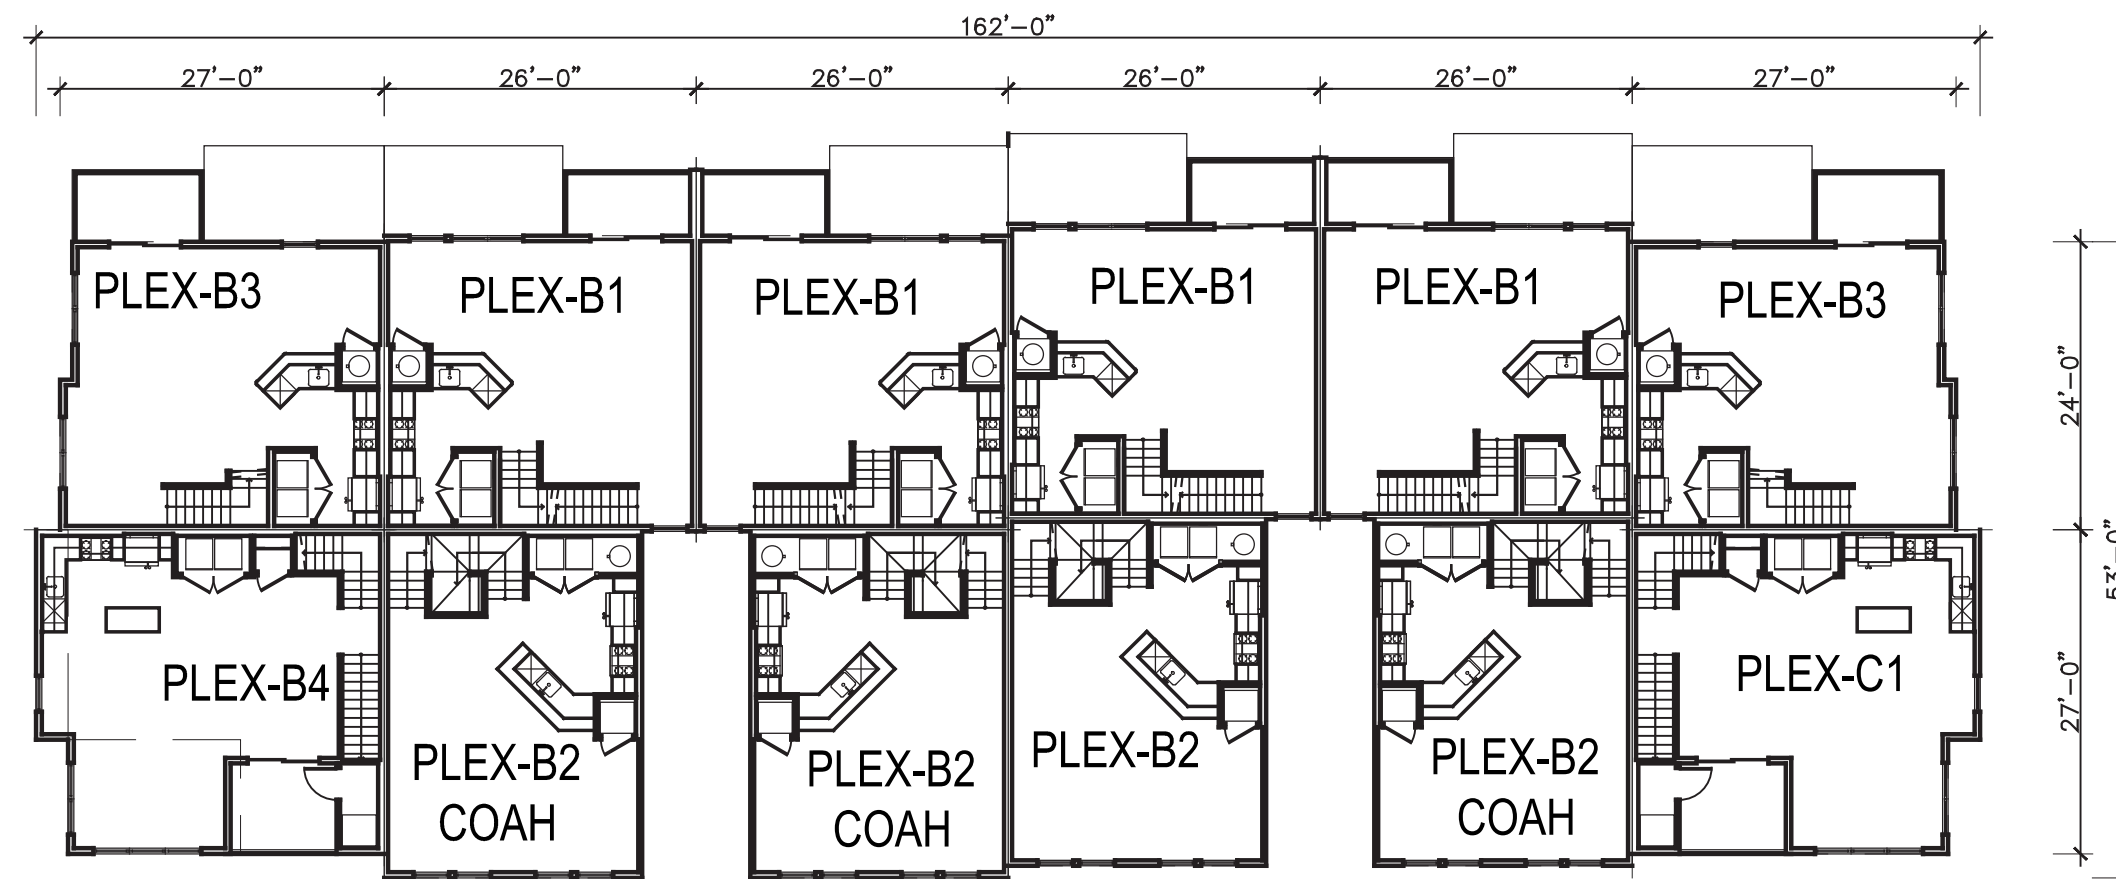 162'-0"
27'-0" 26'-0" 26'-0" 26'-0" 26'-0" 27'-0"
PLEX-B3 PLEX-B1 PLEX-B1 PLEX-B1 PLEX-B1 PLEX-B3
24'-0"
53'-0"
27'-0"
PLEX-B4 PLEX-B2 PLEX-B2 PLEX-B2 PLEX-B2 PLEX-C1
COAH COAH COAH